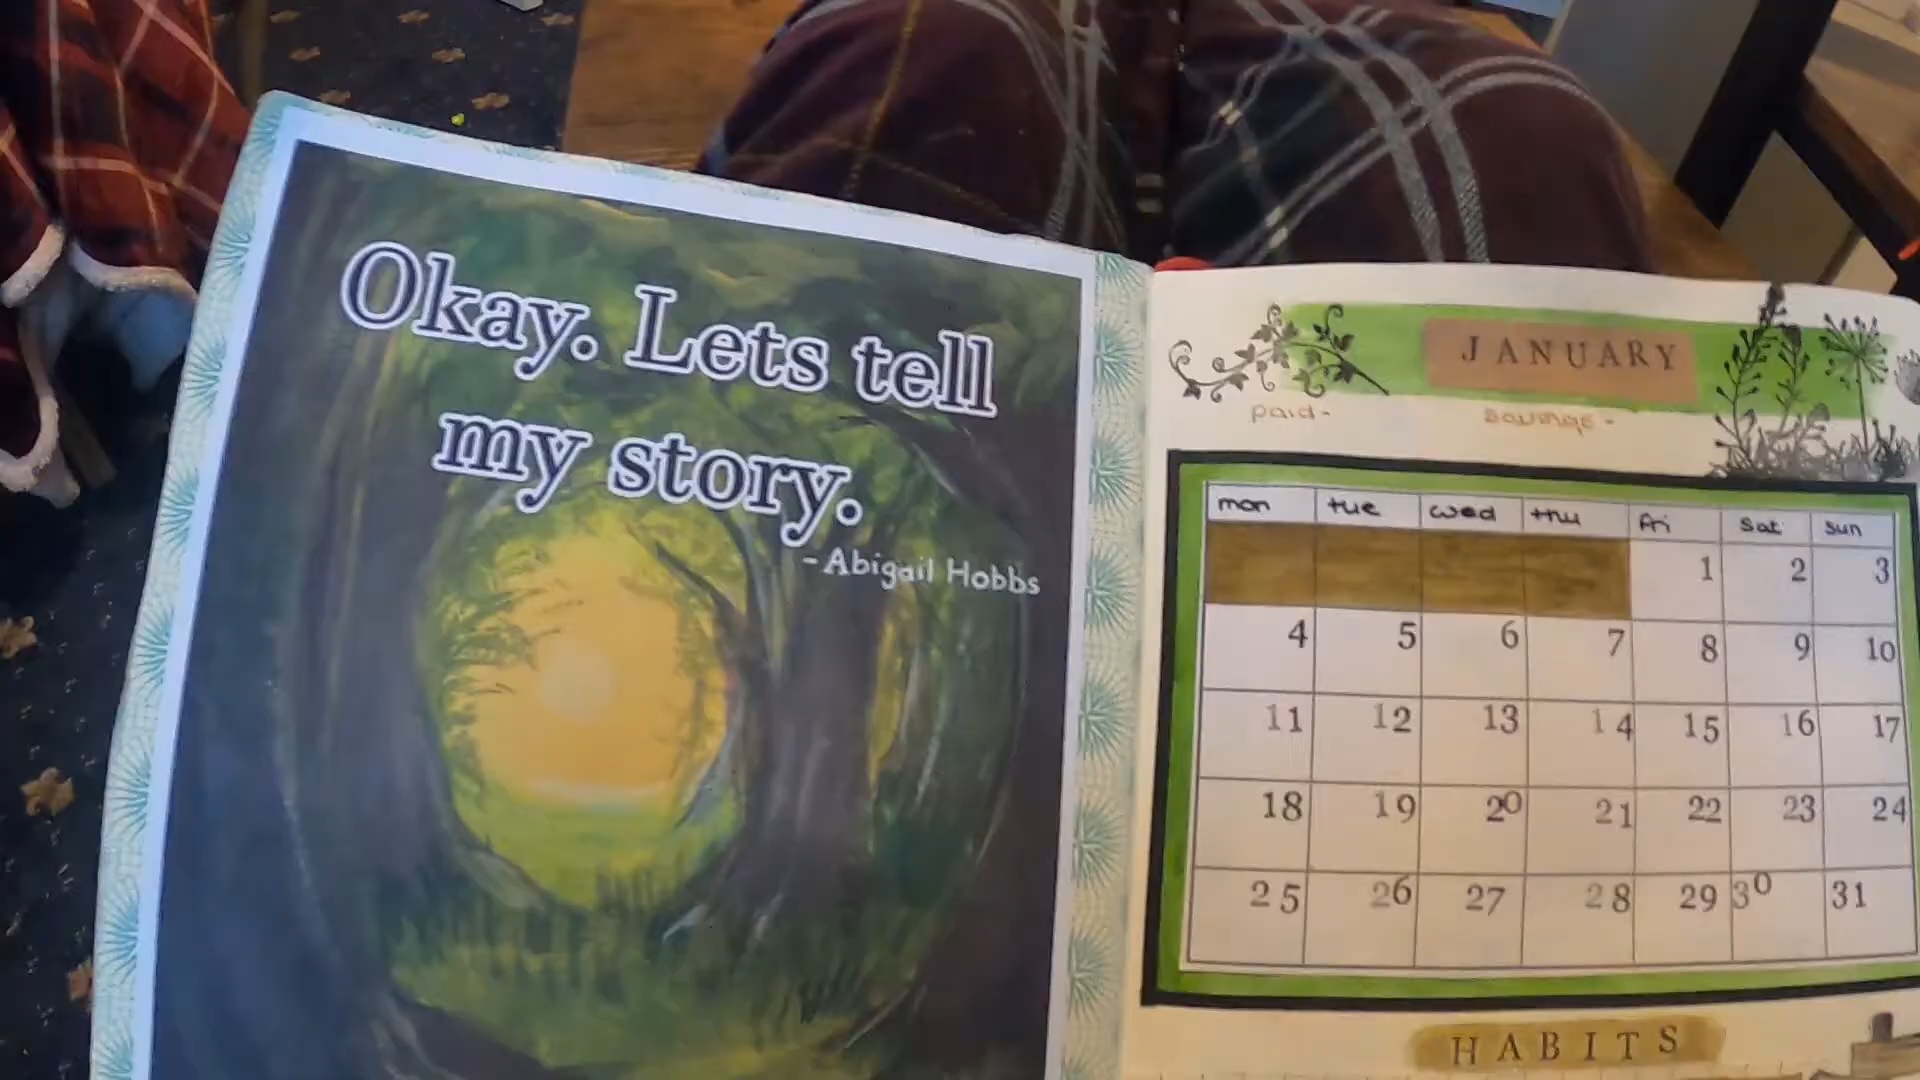 Okay. Lets tell
my story.
-Abigail Hobbs
JANUARY
paid- savings-
mon tue wed thu fri sat sun
1 2 3
4 5 6 7 8 9 10
11 12 13 14 15 16 17
18 19 20 21 22 23 24
25 26 27 28 29 30 31
HABITS